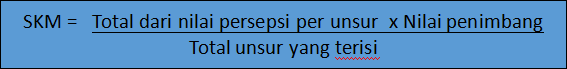 SKM = Total dari nilai persepsi per unsur x Nilai penimbang
Total unsur yang terisi